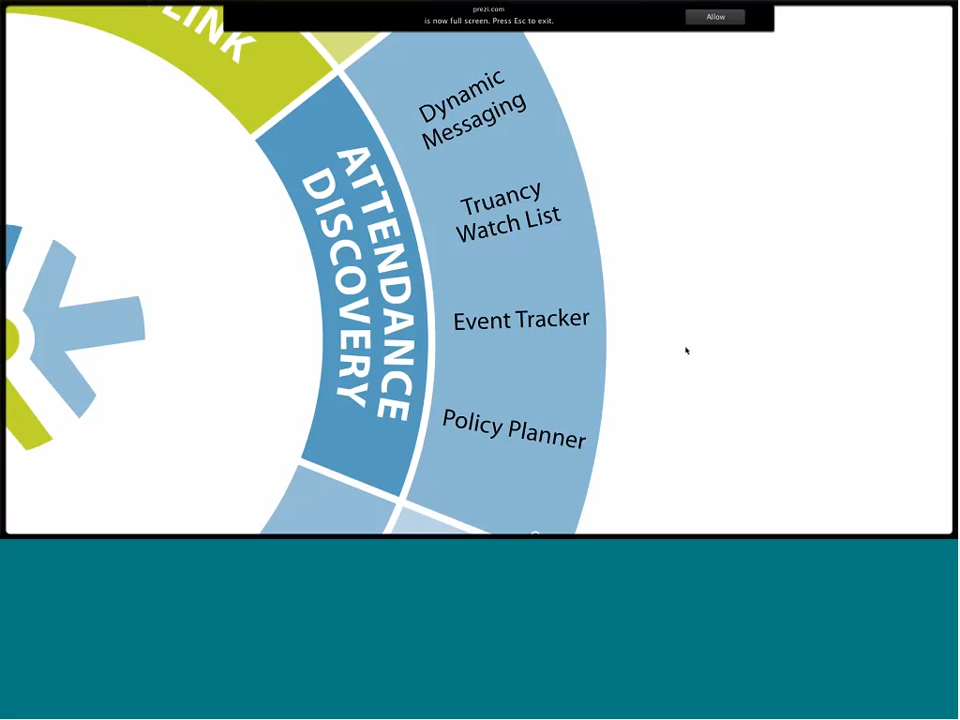 prezi.com
is now full screen. Press Esc to exit.
Allow
LINK
Dynamic
Messaging
ATTENDANCE
DISCOVERY
Truancy
Watch List
Event Tracker
Policy Planner